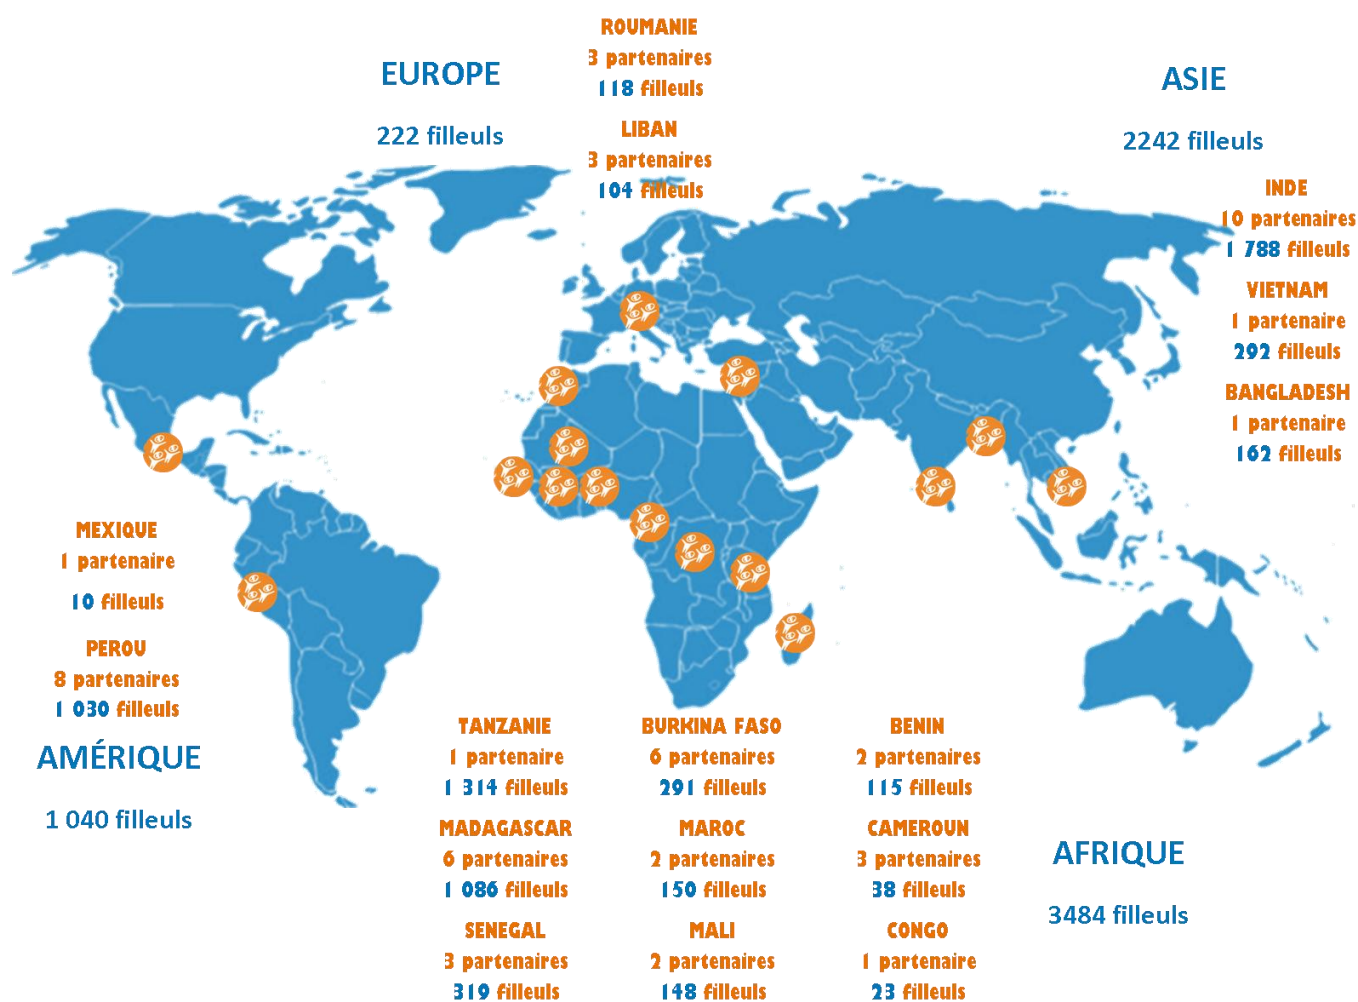 EUROPE
222 filleuls
ROUMANIE
3 partenaires
118 filleuls
LIBAN
3 partenaires
104 filleuls
ASIE
2242 filleuls
INDE
10 partenaires
1 788 filleuls
VIETNAM
1 partenaire
292 filleuls
BANGLADESH
1 partenaire
162 filleuls
MEXIQUE
1 partenaire
10 filleuls
PEROU
8 partenaires
1 030 filleuls
AMÉRIQUE
1 040 filleuls
TANZANIE
1 partenaire
1 314 filleuls
MADAGASCAR
6 partenaires
1 086 filleuls
SENEGAL
3 partenaires
319 filleuls
BURKINA FASO
6 partenaires
291 filleuls
MAROC
2 partenaires
150 filleuls
MALI
2 partenaires
148 filleuls
BENIN
2 partenaires
115 filleuls
CAMEROUN
3 partenaires
38 filleuls
CONGO
1 partenaire
23 filleuls
AFRIQUE
3484 filleuls